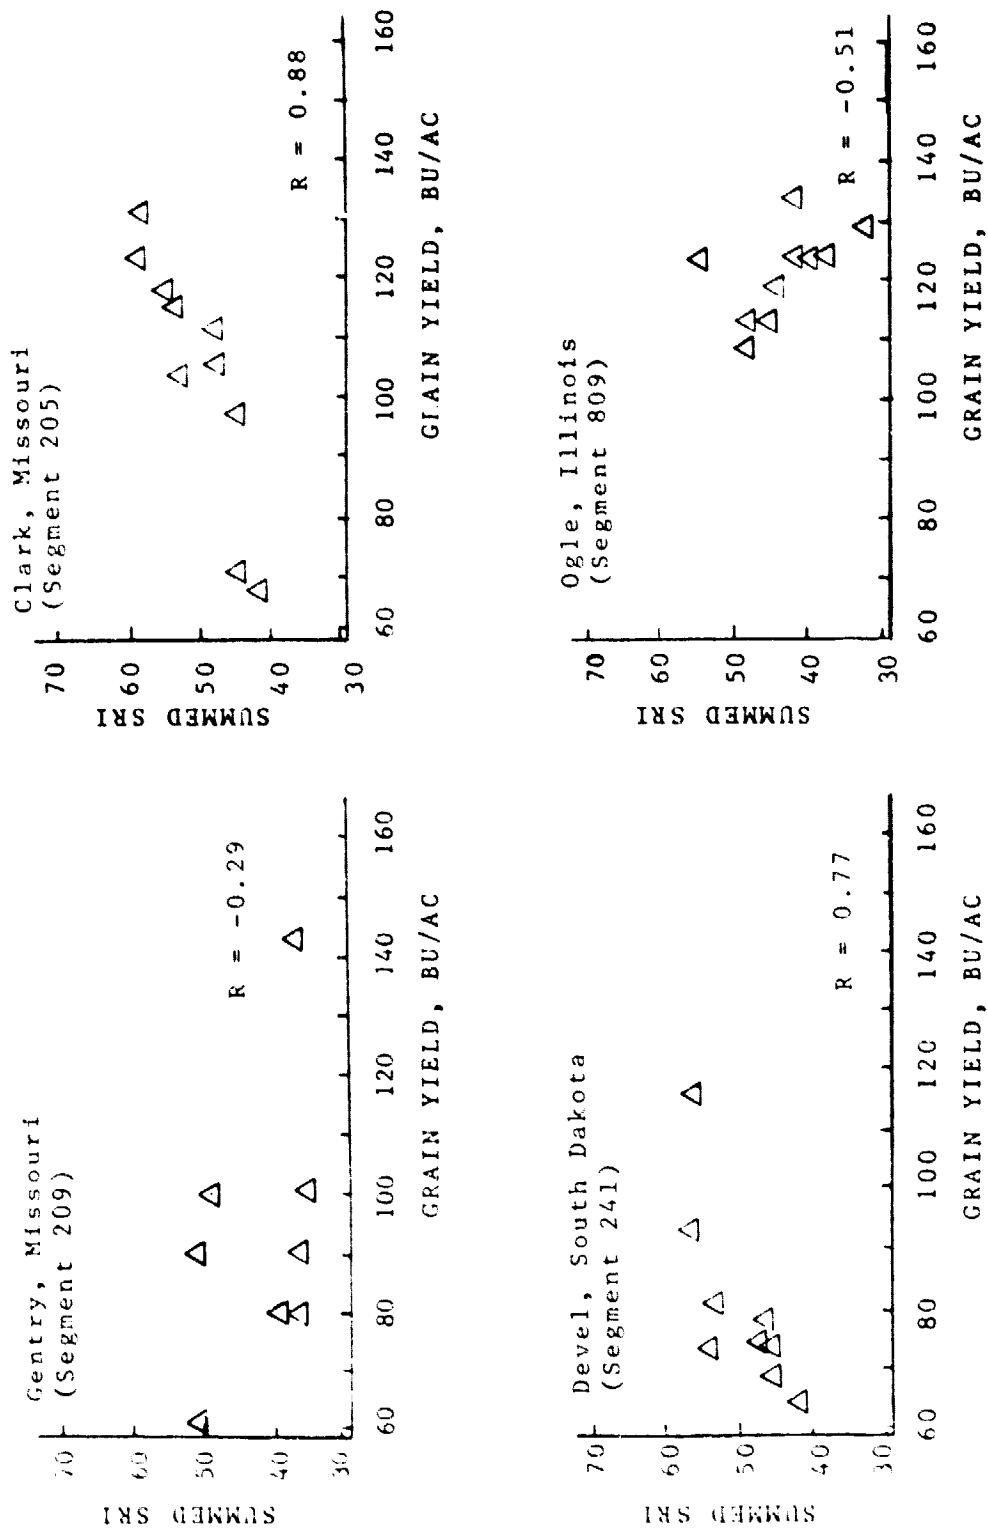 Gentry, Missouri
(Segment 209)
R = -0.29
70
60
50
40
30
SUMMED SRI
60
80
100
120
140
160
GRAIN YIELD, BU/AC
Clark, Missouri
(Segment 205)
R = 0.88
70
60
50
40
30
SUMMED SRI
60
80
100
120
140
160
GLAIN YIELD, BU/AC
Devel, South Dakota
(Segment 241)
R = 0.77
70
60
50
40
30
SUMMED SRI
60
80
100
120
140
160
GRAIN YIELD, BU/AC
Ogle, Illinois
(Segment 809)
R = -0.51
70
60
50
40
30
SUMMED SRI
60
80
100
120
140
160
GRAIN YIELD, BU/AC